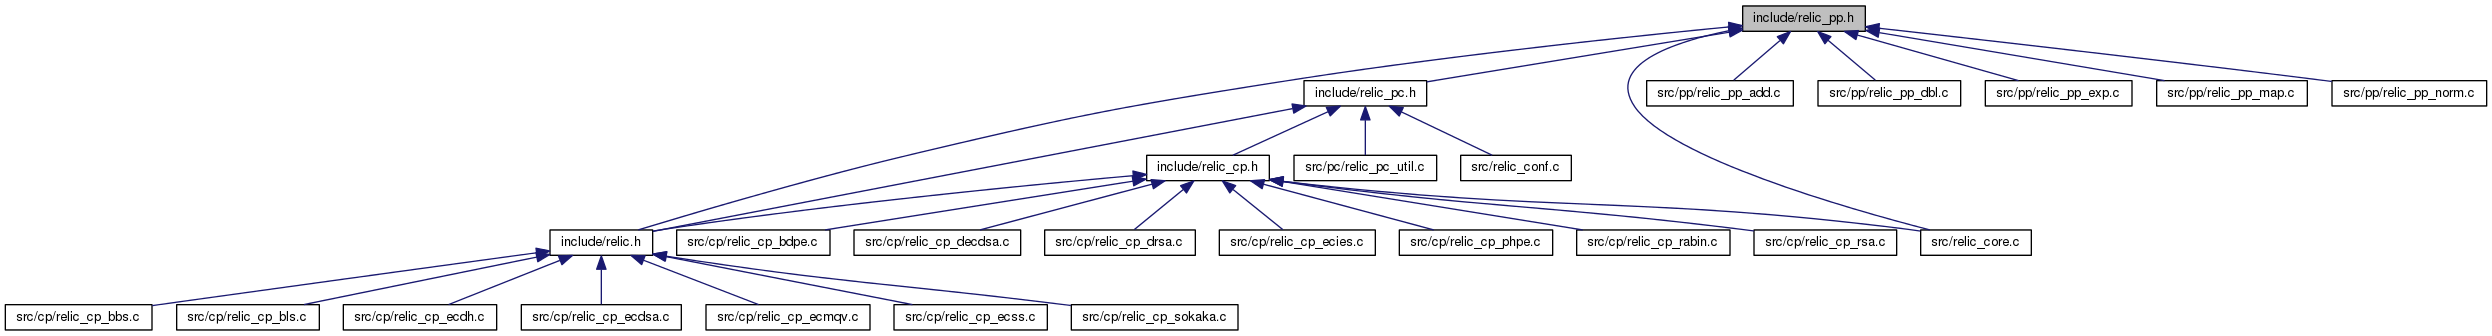 include/relic_pp.h
include/relic_pc.h
src/pp/relic_pp_add.c
src/pp/relic_pp_dbl.c
src/pp/relic_pp_exp.c
src/pp/relic_pp_map.c
src/pp/relic_pp_norm.c
include/relic_cp.h
src/pc/relic_pc_util.c
src/relic_conf.c
include/relic.h
src/cp/relic_cp_bdpe.c
src/cp/relic_cp_decdsa.c
src/cp/relic_cp_drsa.c
src/cp/relic_cp_ecies.c
src/cp/relic_cp_phpe.c
src/cp/relic_cp_rabin.c
src/cp/relic_cp_rsa.c
src/relic_core.c
src/cp/relic_cp_bbs.c
src/cp/relic_cp_bls.c
src/cp/relic_cp_ecdh.c
src/cp/relic_cp_ecdsa.c
src/cp/relic_cp_ecmqv.c
src/cp/relic_cp_ecss.c
src/cp/relic_cp_sokaka.c